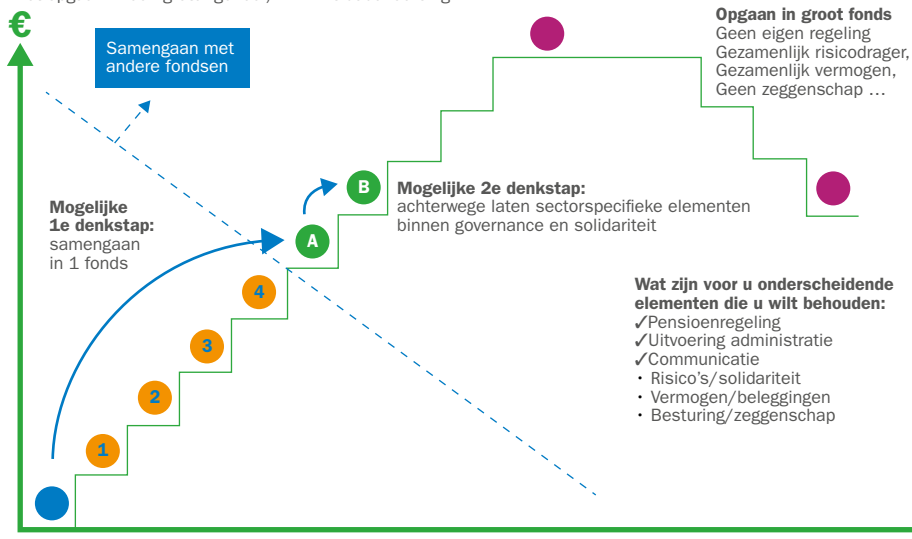 €
Samengaan met
andere fondsen
Opgaan in groot fonds
Geen eigen regeling
Gezamenlijk risicodrager,
Gezamenlijk vermogen,
Geen zeggenschap …
B
Mogelijke 2e denkstap:
achterwege laten sectorspecifieke elementen
binnen governance en solidariteit
Mogelijke
1e denkstap:
samengaan
in 1 fonds
A
4
3
2
1
Wat zijn voor u onderscheidende
elementen die u wilt behouden:
✓Pensioenregeling
✓Uitvoering administratie
✓Communicatie
• Risico's/solidariteit
• Vermogen/beleggingen
• Besturing/zeggenschap